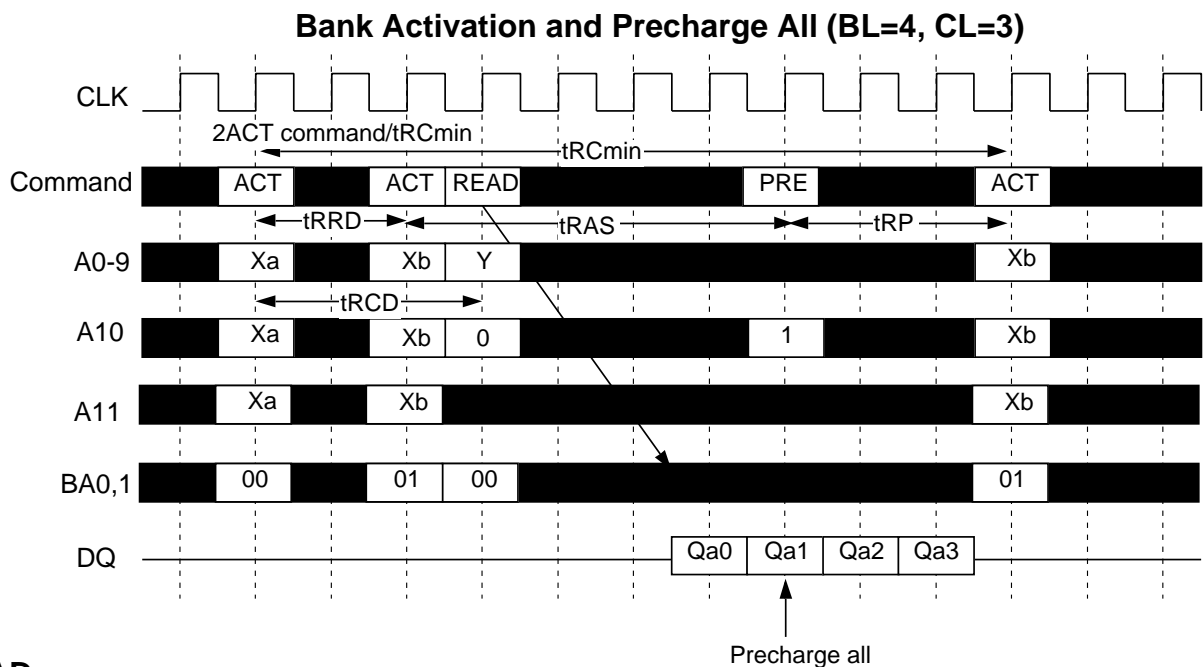 Bank Activation and Precharge All (BL=4, CL=3)
CLK
2ACT command/tRCmin
tRCmin
Command ACT ACT READ PRE ACT
tRRD tRAS tRP
A0-9 Xa Xb Y Xb
tRCD
A10 Xa Xb 0 1 Xb
A11 Xa Xb Xb
BA0,1 00 01 00 01
DQ Qa0 Qa1 Qa2 Qa3
Precharge all